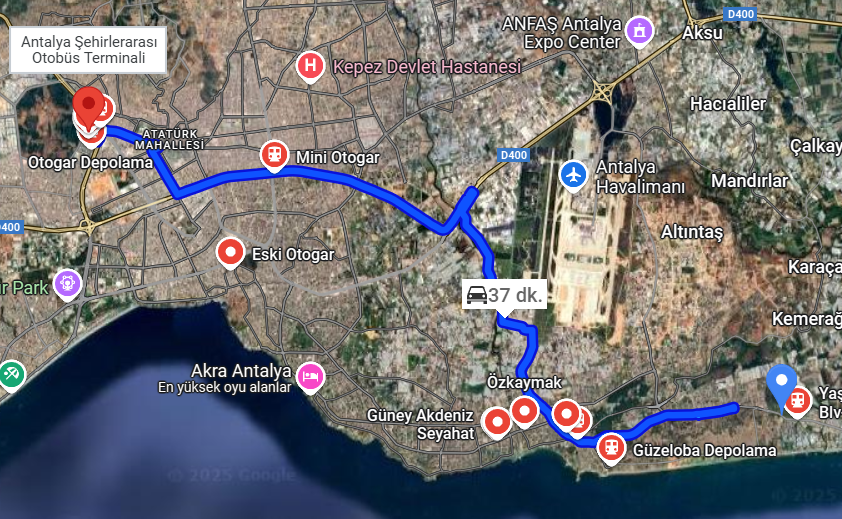 D400
ANFAŞ Antalya
Expo Center
Aksu
Antalya Şehirlerarası
Otobüs Terminali
H
Kepez Devlet Hastanesi
Hacıaliler
ATATÜRK
MAHALLESİ
Otogar Depolama
Mini Otogar
D400
Çalkay
Antalya
Havalimanı
Mandırlar
D400
Eski Otogar
Altıntaş
r Park
Karaça
37 dk.
Kemerağ
Akra Antalya
En yüksek oyu alanlar
Özkaymak
Güney Akdeniz
Seyahat
Yaş
Blv
Güzeloba Depolama
© 2025 Google
© 2025